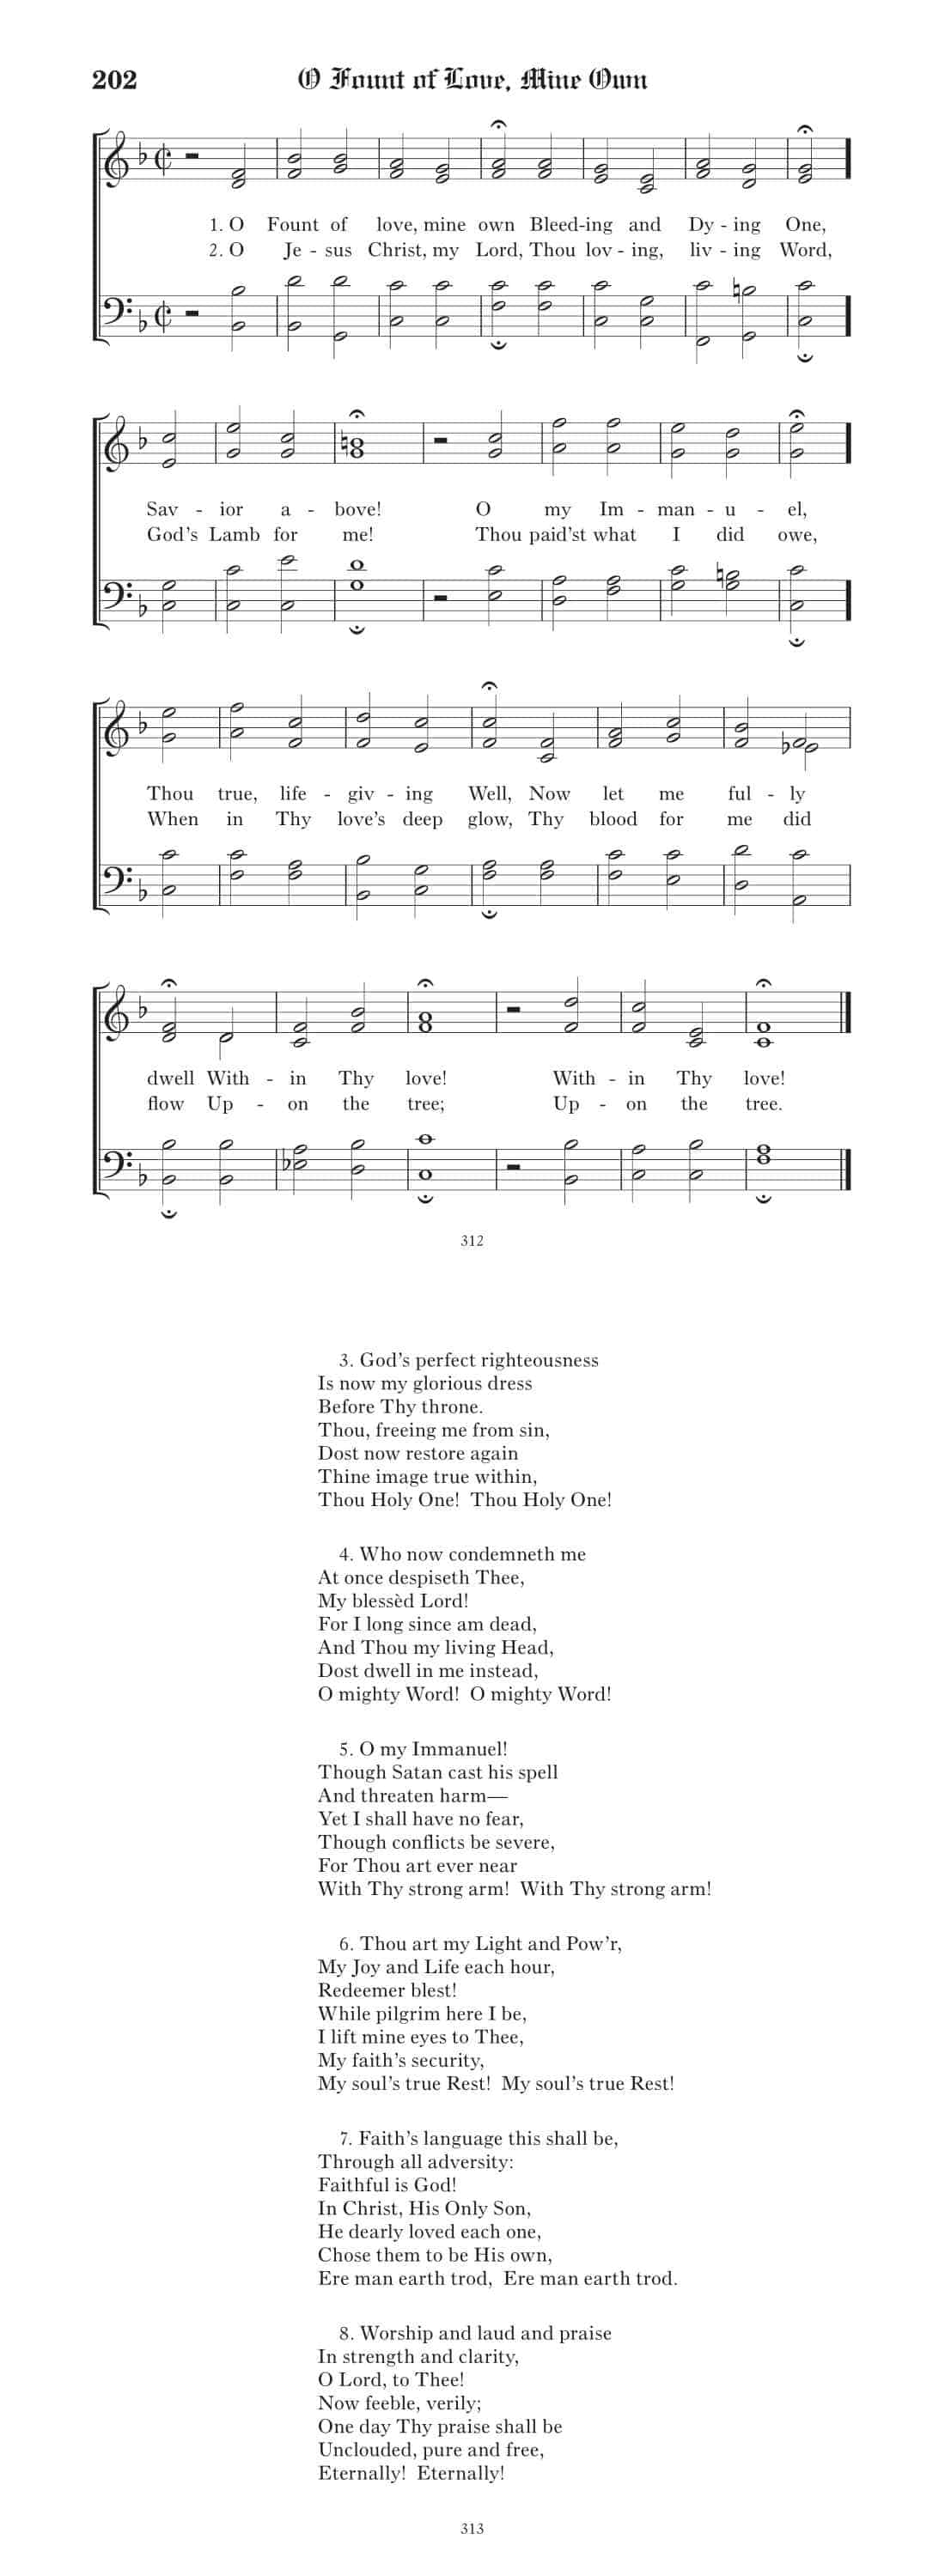 202 O Fount of Love, Mine Own
1. O Fount of love, mine own Bleed-ing and Dy - ing One,
2. O Je - sus Christ, my Lord, Thou lov - ing, liv - ing Word,
Sav - ior a - bove! O my Im - man - u - el,
God's Lamb for me! Thou paid'st what I did owe,
Thou true, life - giv - ing Well, Now let me ful - ly
When in Thy love's deep glow, Thy blood for me did
dwell With - in Thy love! With - in Thy love!
flow Up - on the tree; Up - on the tree.
312
3. God's perfect righteousness
Is now my glorious dress
Before Thy throne.
Thou, freeing me from sin,
Dost now restore again
Thine image true within,
Thou Holy One! Thou Holy One!
4. Who now condemneth me
At once despiseth Thee,
My blessèd Lord!
For I long since am dead,
And Thou my living Head,
Dost dwell in me instead,
O mighty Word! O mighty Word!
5. O my Immanuel!
Though Satan cast his spell
And threaten harm—
Yet I shall have no fear,
Though conflicts be severe,
For Thou art ever near
With Thy strong arm! With Thy strong arm!
6. Thou art my Light and Pow'r,
My Joy and Life each hour,
Redeemer blest!
While pilgrim here I be,
I lift mine eyes to Thee,
My faith's security,
My soul's true Rest! My soul's true Rest!
7. Faith's language this shall be,
Through all adversity:
Faithful is God!
In Christ, His Only Son,
He dearly loved each one,
Chose them to be His own,
Ere man earth trod, Ere man earth trod.
8. Worship and laud and praise
In strength and clarity,
O Lord, to Thee!
Now feeble, verily;
One day Thy praise shall be
Unclouded, pure and free,
Eternally! Eternally!
313